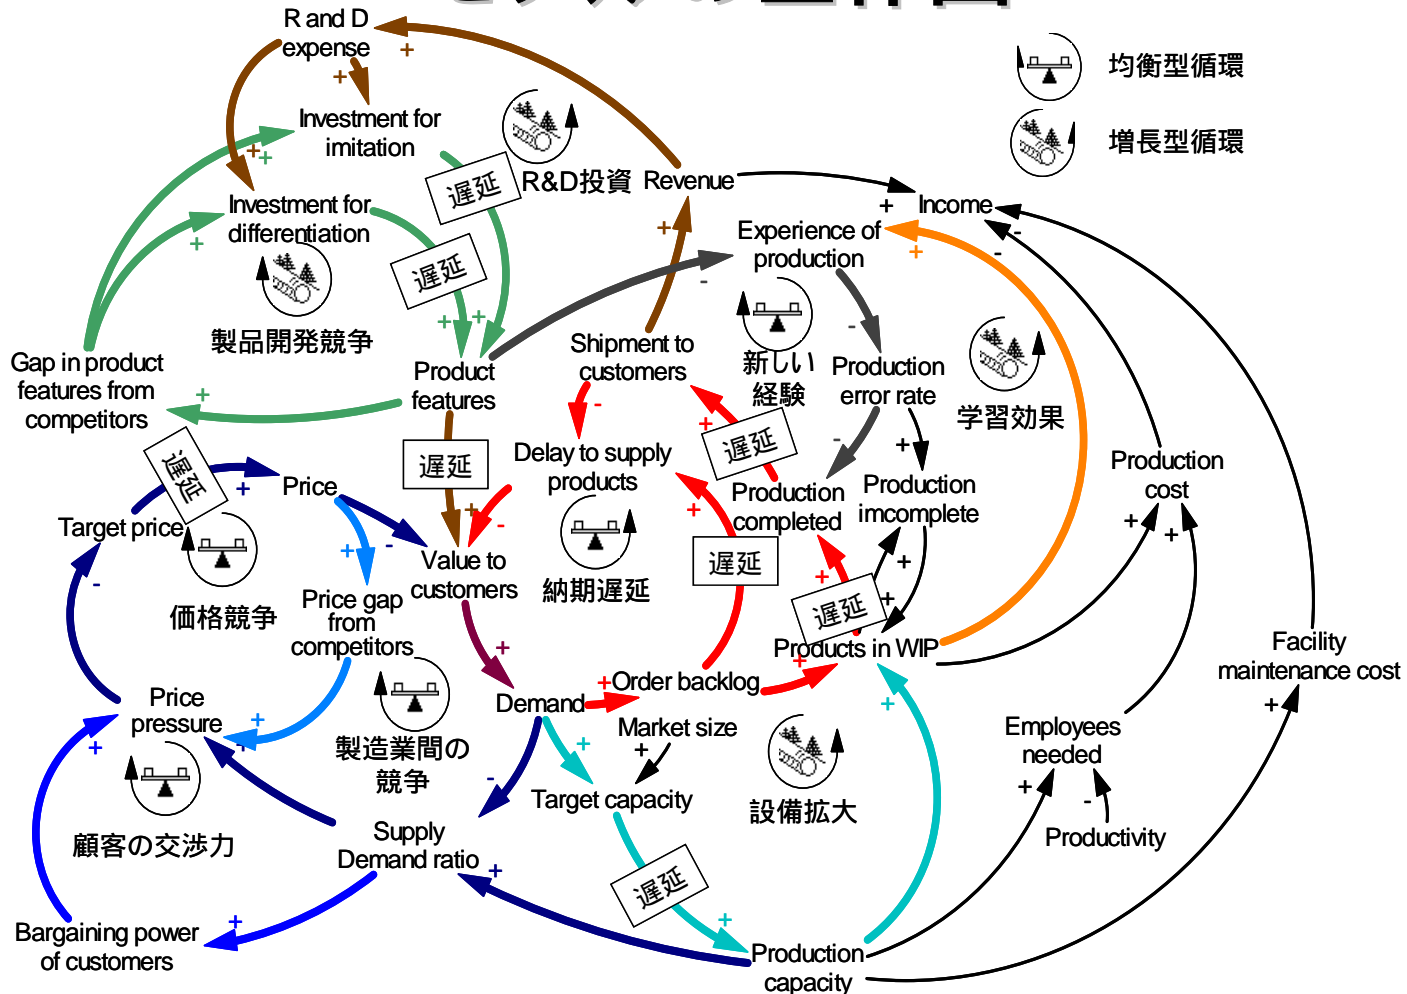 R and D
expense
均衡型循環
増長型循環
Investment for
imitation
遅延
R&D投資
Revenue
Income
Investment for
differentiation
遅延
Experience of
production
製品開発競争
Gap in product
features from
competitors
Product
features
Shipment to
customers
新しい
経験
Production
error rate
学習効果
遅延
遅延
Delay to supply
products
遅延
Production
completed
Production
imcomplete
Production
cost
Price
Target price
Value to
customers
納期遅延
遅延
遅延
価格競争
Price gap
from
competitors
Products in WIP
Facility
maintenance cost
Price
pressure
Demand
Order backlog
Market size
製造業間の
競争
Employees
needed
Target capacity
設備拡大
顧客の交渉力
Supply
Demand ratio
Productivity
遅延
Bargaining power
of customers
Production
capacity